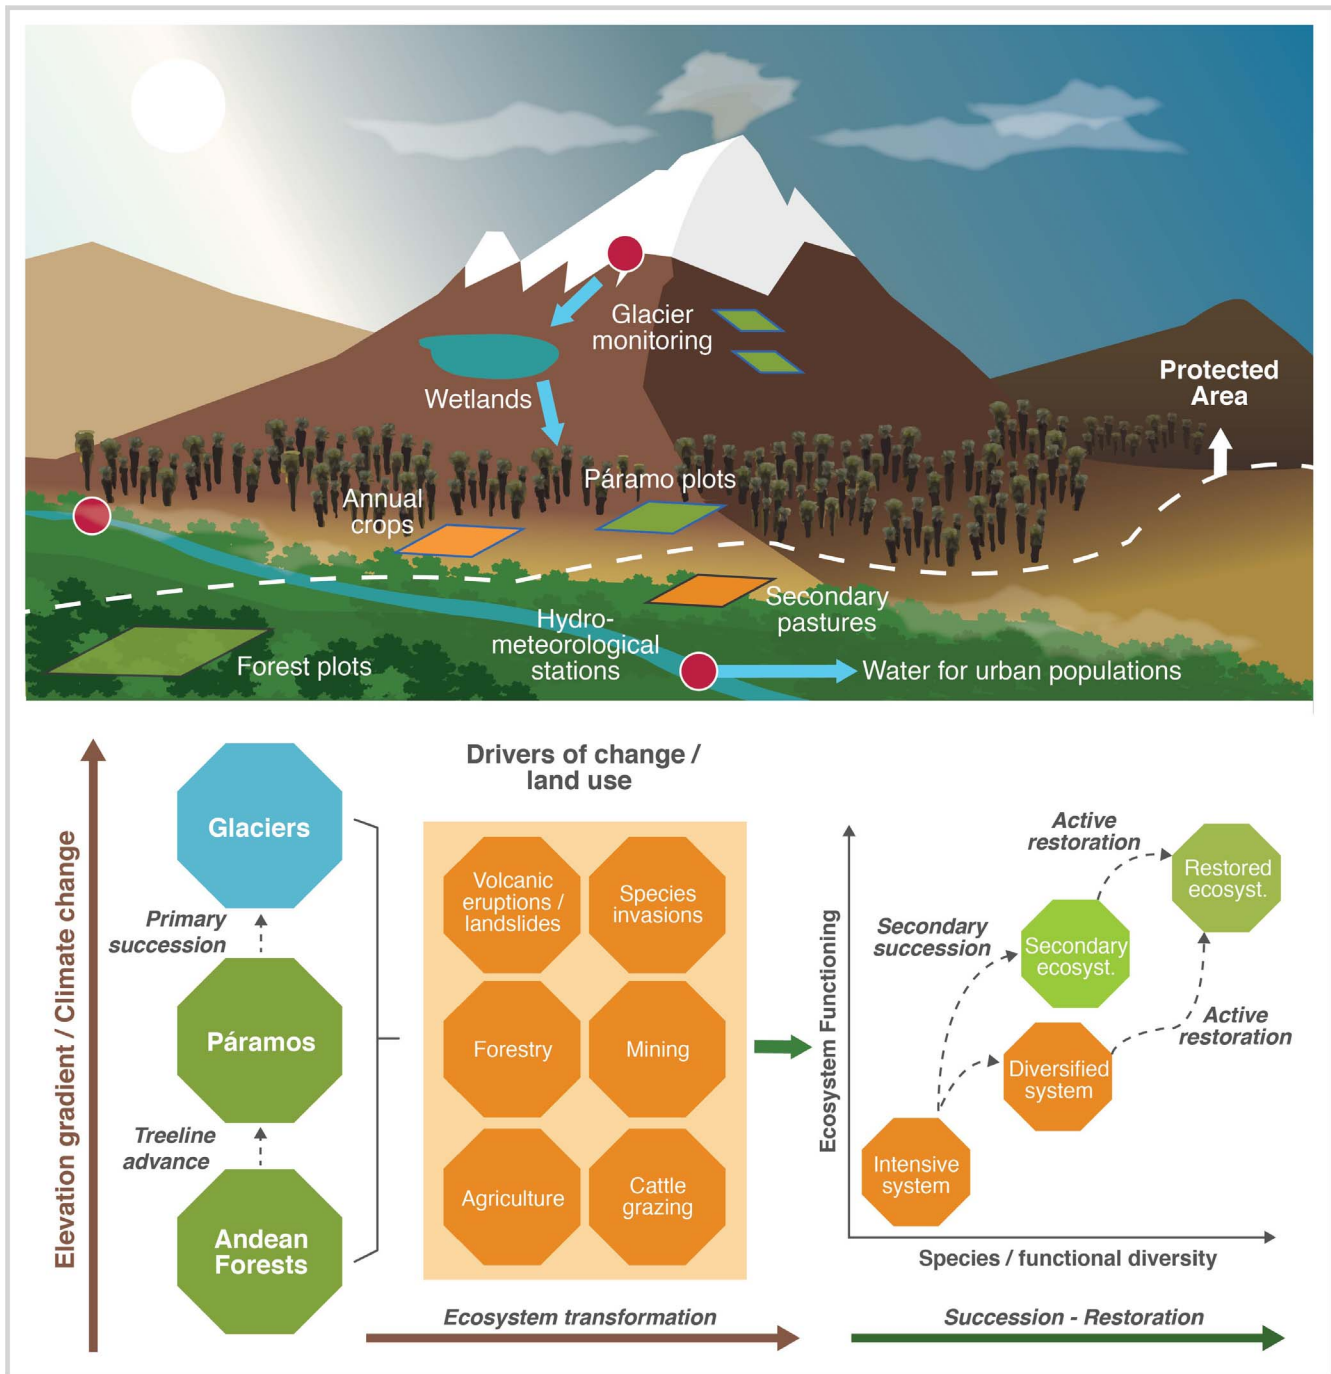 Glacier
monitoring
Wetlands
Protected
Area
Páramo plots
Annual
crops
Secondary
pastures
Hydro-
meteorological
stations
Forest plots
Water for urban populations
Elevation gradient / Climate change
Glaciers
Primary
succession
Páramos
Treeline
advance
Andean
Forests
Drivers of change /
land use
Volcanic
eruptions /
landslides
Species
invasions
Forestry
Mining
Agriculture
Cattle
grazing
Ecosystem transformation
Ecosystem Functioning
Active
restoration
Restored
ecosyst.
Secondary
succession
Secondary
ecosyst.
Active
restoration
Diversified
system
Intensive
system
Species / functional diversity
Succession - Restoration